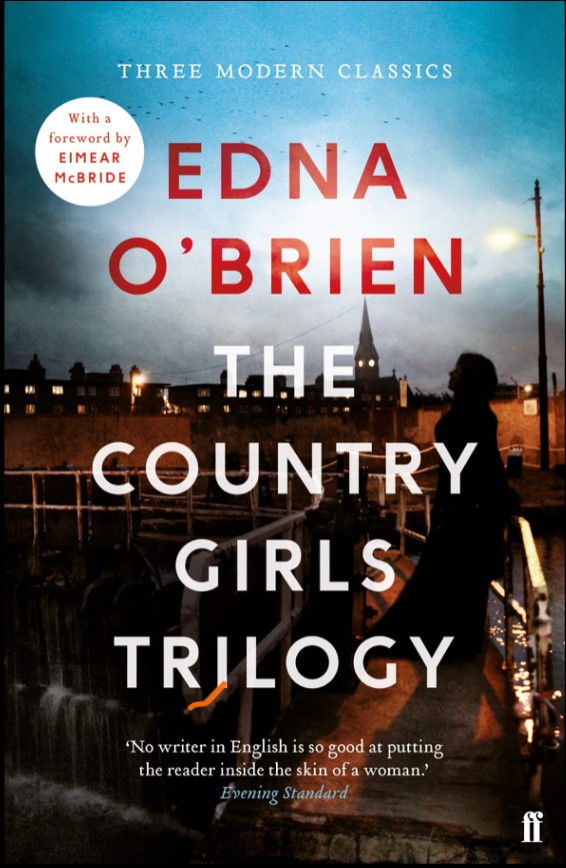 THREE MODERN CLASSICS
With a
foreword by
EIMEAR
McBRIDE
EDNA
O’BRIEN
THE
COUNTRY
GIRLS
TRILOGY
‘No writer in English is so good at putting
the reader inside the skin of a woman.’
Evening Standard
ff